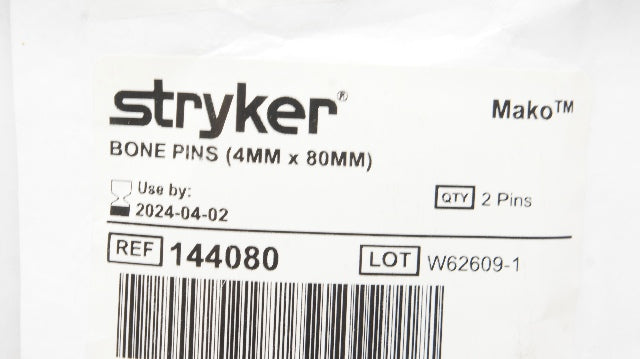 stryker®
Mako™
BONE PINS (4MM x 80MM)
Use by:
2024-04-02
QTY 2 Pins
REF 144080
LOT W62609-1